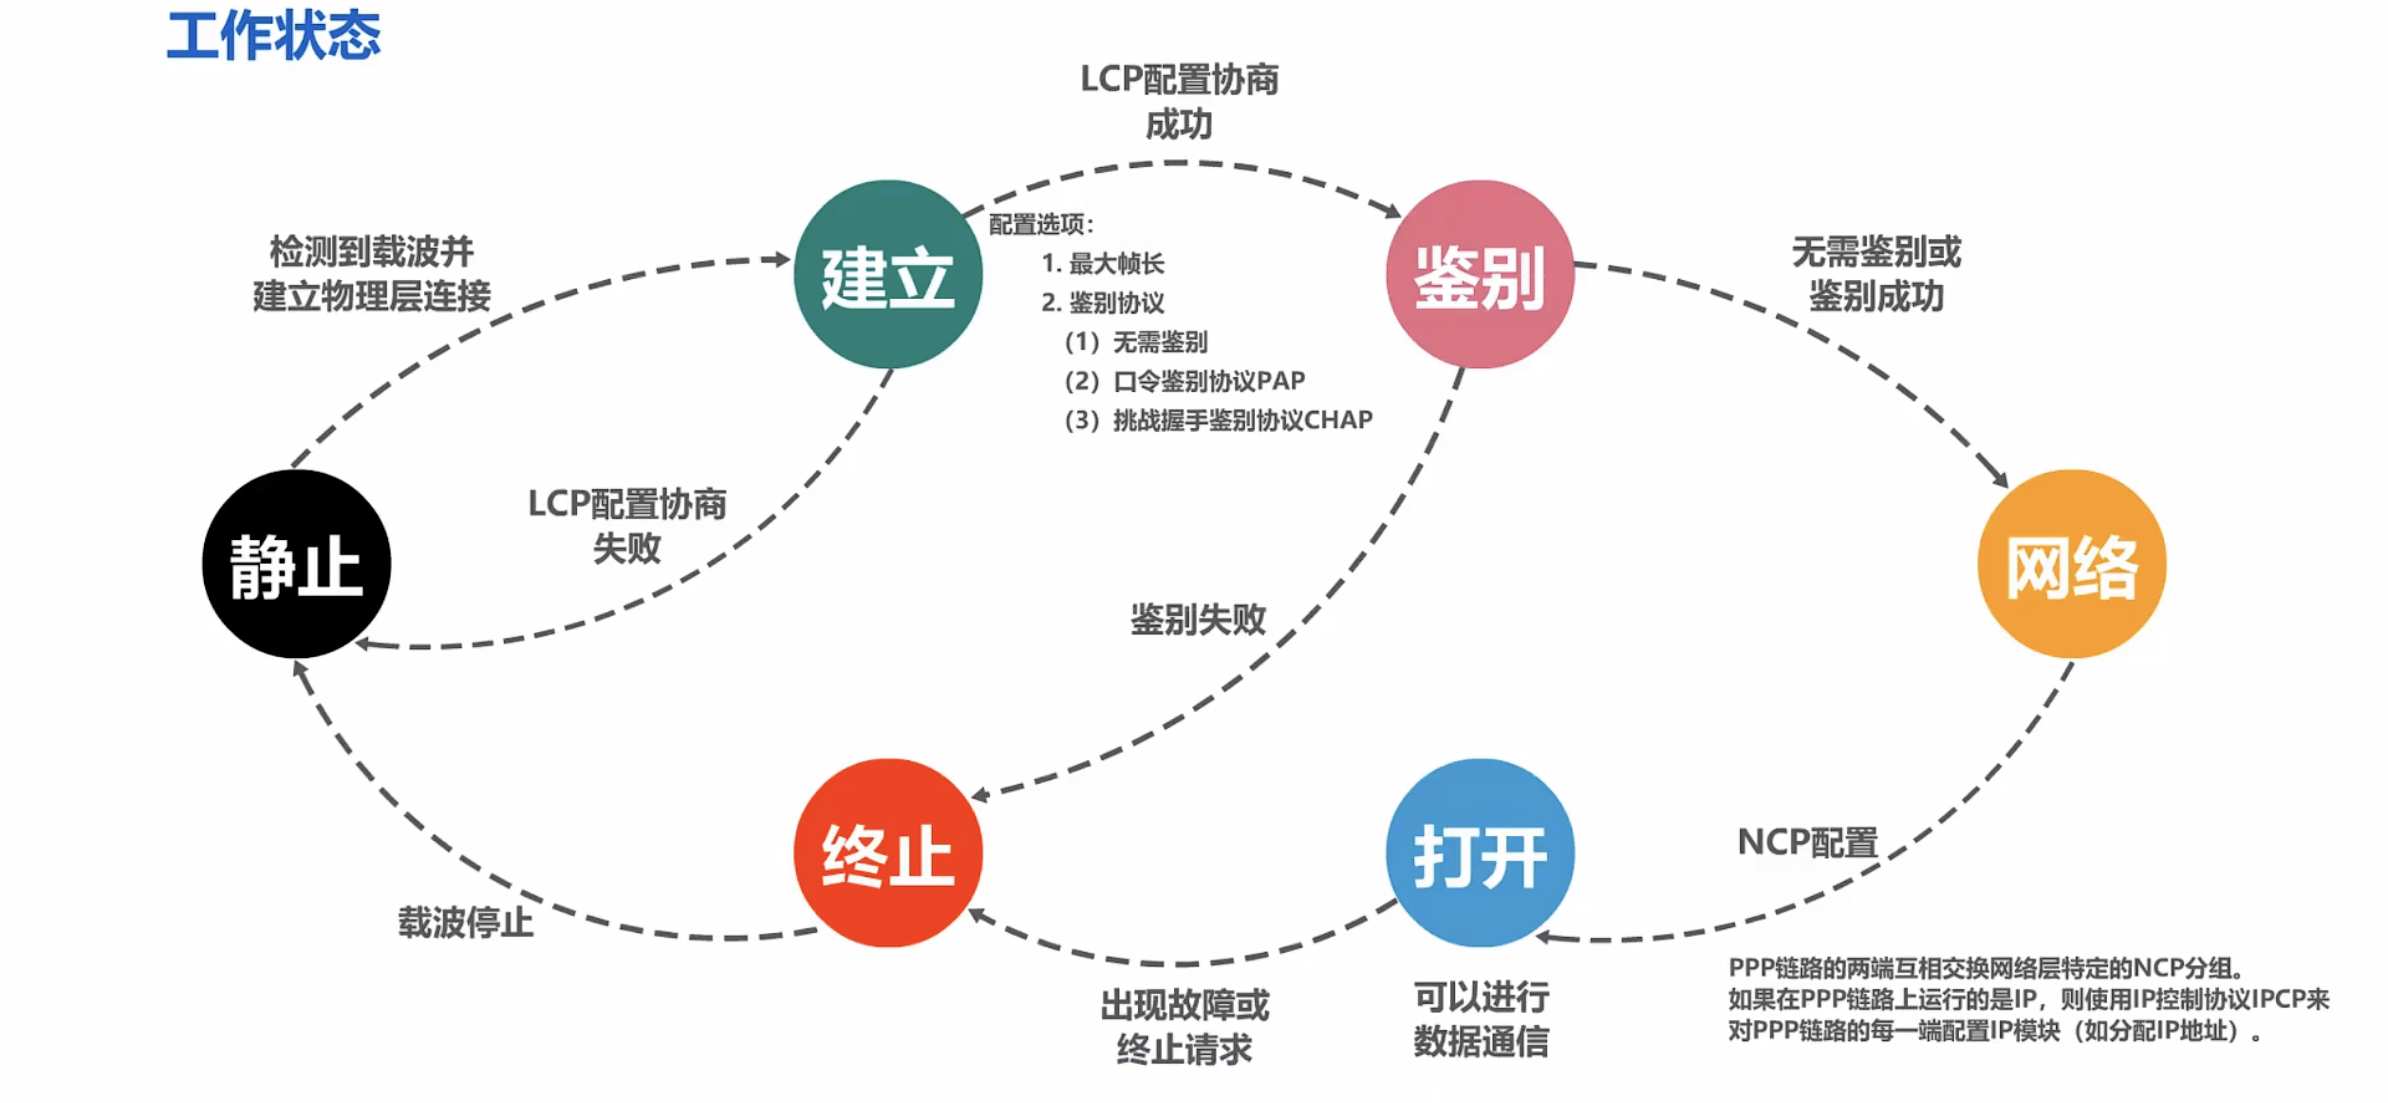 工作状态
LCP配置协商
成功
检测到载波并
建立物理层连接
建立
配置选项：
1. 最大帧长
2. 鉴别协议
（1）无需鉴别
（2）口令鉴别协议PAP
（3）挑战握手鉴别协议CHAP
鉴别
无需鉴别或
鉴别成功
静止
LCP配置协商
失败
鉴别失败
网络
终止
打开
NCP配置
载波停止
出现故障或
终止请求
可以进行
数据通信
PPP链路的两端互相交换网络层特定的NCP分组。
如果在PPP链路上运行的是IP，则使用IP控制协议IPCP来
对PPP链路的每一端配置IP模块（如分配IP地址）。